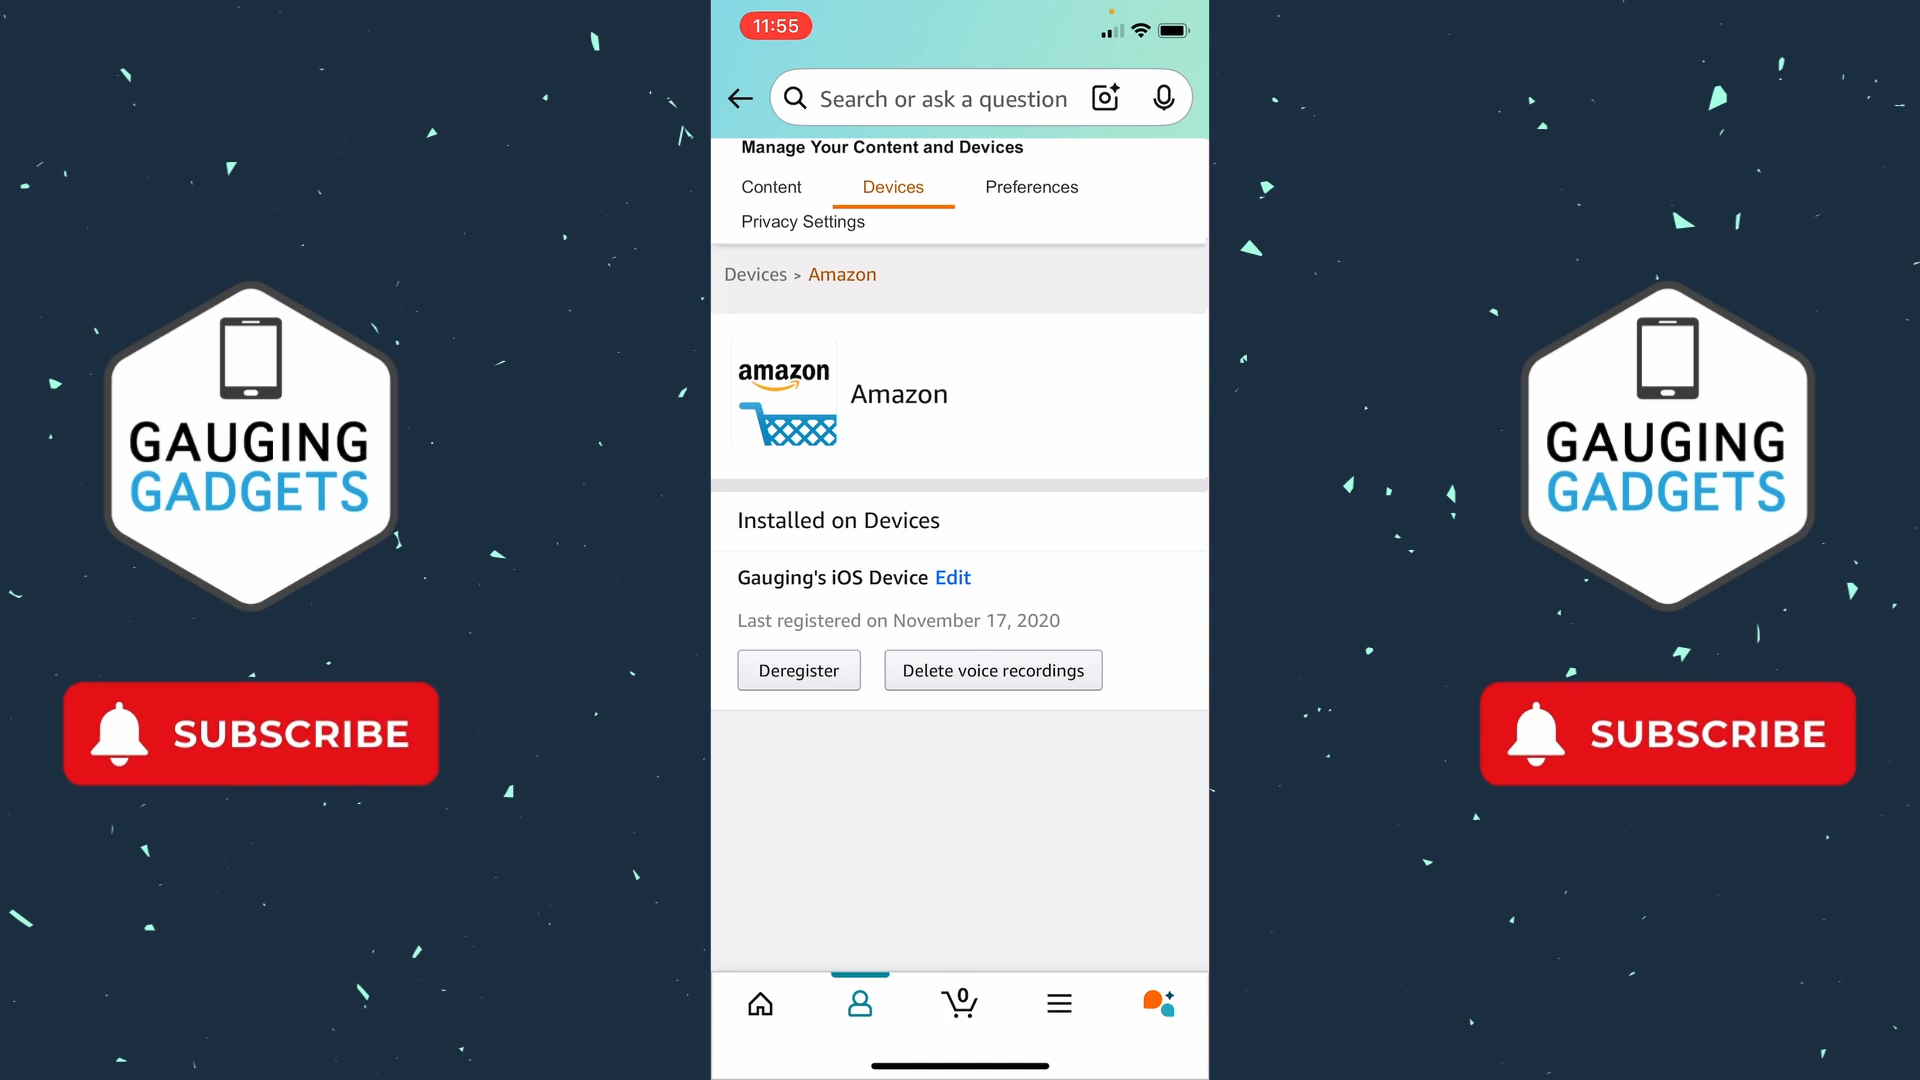 11:55
Search or ask a question
Manage Your Content and Devices
Content Devices Preferences
Privacy Settings
Devices > Amazon
amazon
Amazon
Installed on Devices
Gauging's iOS Device Edit
Last registered on November 17, 2020
Deregister Delete voice recordings
0
GAUGING
GADGETS
SUBSCRIBE
GAUGING
GADGETS
SUBSCRIBE